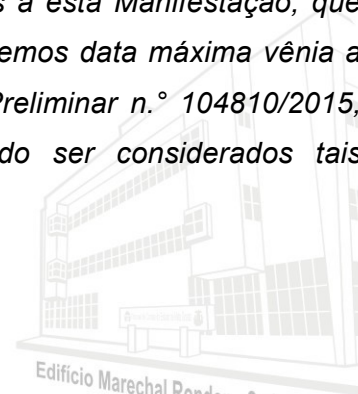 s a esta Manifestação, que
emos data máxima vênia a
Preliminar n.° 104810/2015,
do ser considerados tais
Edifício Marechal